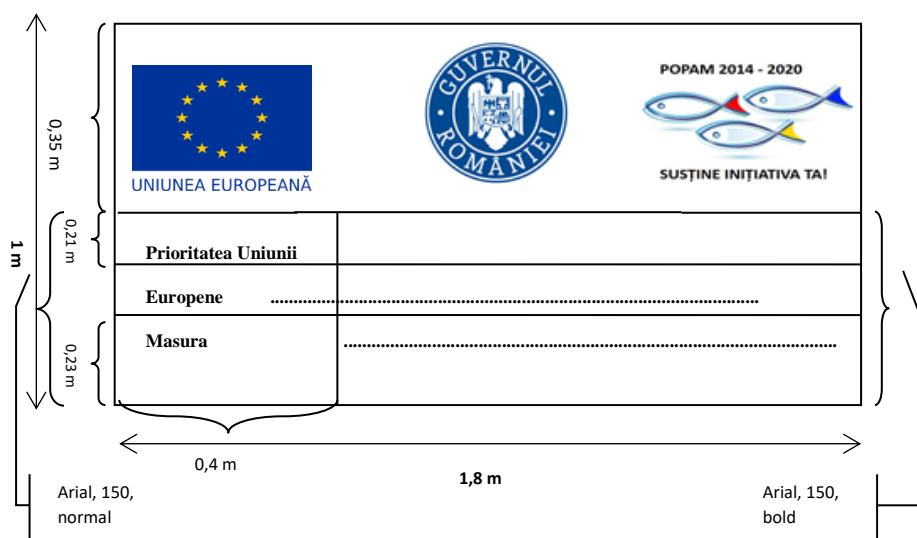 POPAM 2014 - 2020
GUVERNUL ROMÂNIEI
UNIUNEA EUROPEANĂ
SUSȚINE INIȚIATIVA TA!
0,35 m
1 m
0,21 m
Prioritatea Uniunii
Europene ..........................................................................................................
Masura ...........................................................................................................
0,23 m
0,4 m
1,8 m
Arial, 150,
normal
Arial, 150,
bold